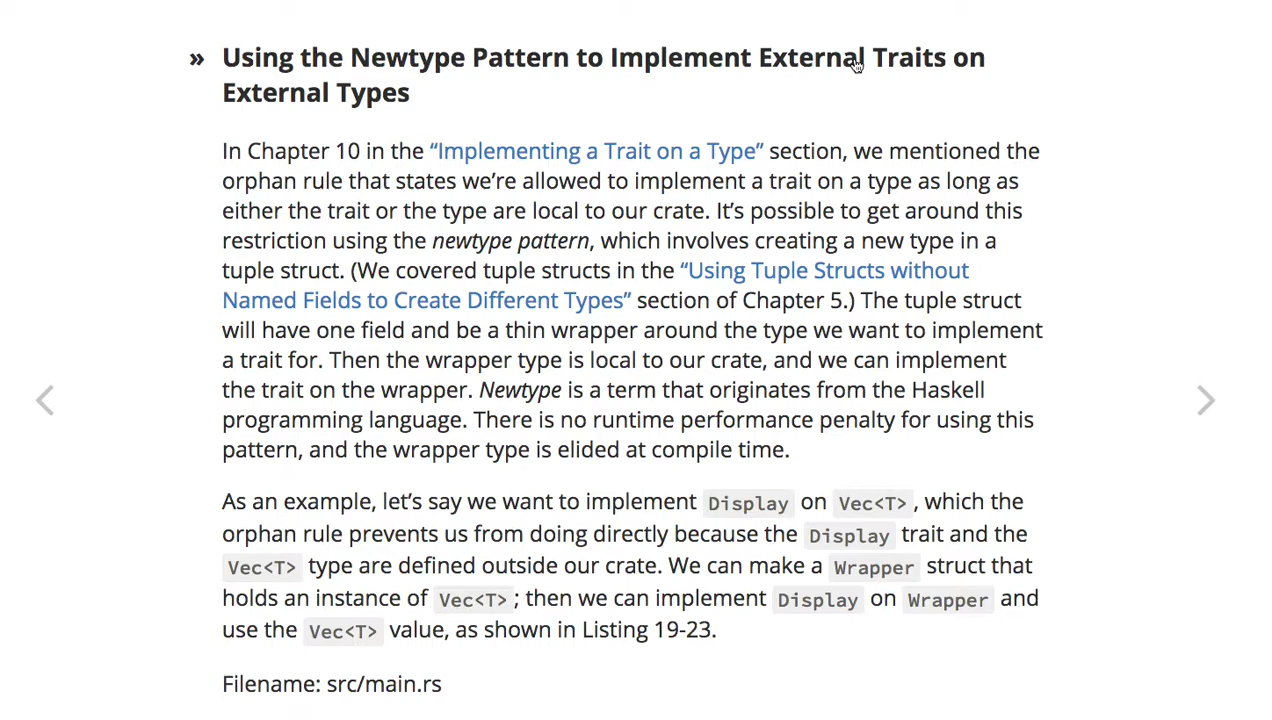 » Using the Newtype Pattern to Implement External Traits on
External Types
In Chapter 10 in the “Implementing a Trait on a Type” section, we mentioned the
orphan rule that states we’re allowed to implement a trait on a type as long as
either the trait or the type are local to our crate. It’s possible to get around this
restriction using the newtype pattern, which involves creating a new type in a
tuple struct. (We covered tuple structs in the “Using Tuple Structs without
Named Fields to Create Different Types” section of Chapter 5.) The tuple struct
will have one field and be a thin wrapper around the type we want to implement
a trait for. Then the wrapper type is local to our crate, and we can implement
the trait on the wrapper. Newtype is a term that originates from the Haskell
programming language. There is no runtime performance penalty for using this
pattern, and the wrapper type is elided at compile time.
As an example, let’s say we want to implement Display on Vec<T>, which the
orphan rule prevents us from doing directly because the Display trait and the
Vec<T> type are defined outside our crate. We can make a Wrapper struct that
holds an instance of Vec<T>; then we can implement Display on Wrapper and
use the Vec<T> value, as shown in Listing 19-23.
Filename: src/main.rs